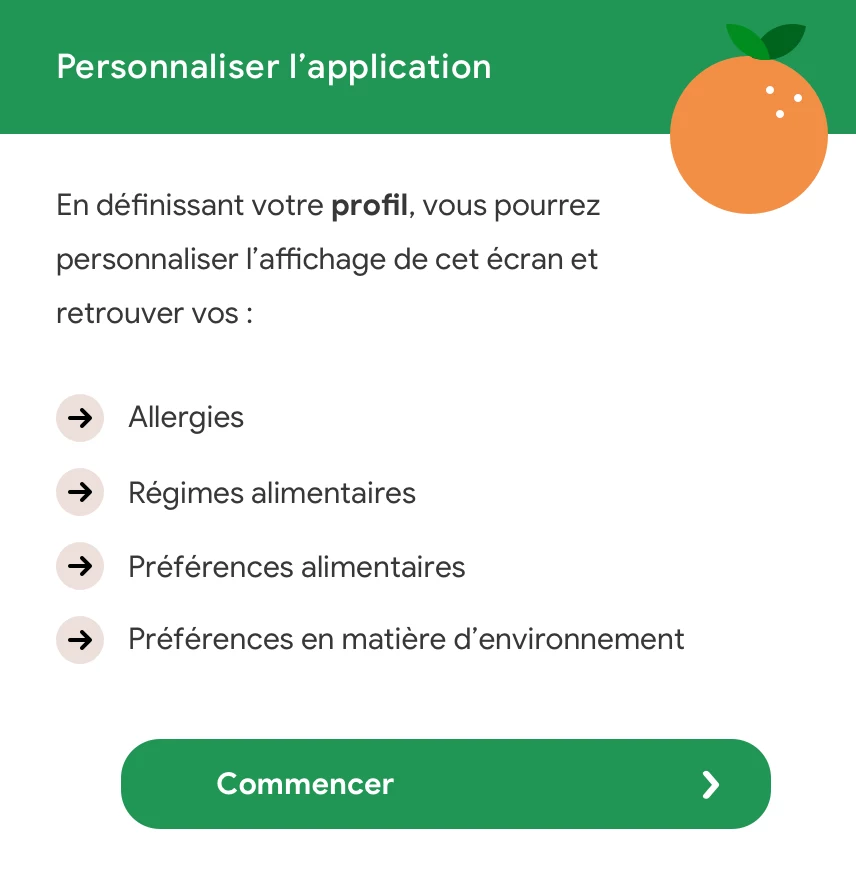 Personnaliser l’application
En définissant votre profil, vous pourrez
personnaliser l’affichage de cet écran et
retrouver vos :
Allergies
Régimes alimentaires
Préférences alimentaires
Préférences en matière d’environnement
Commencer